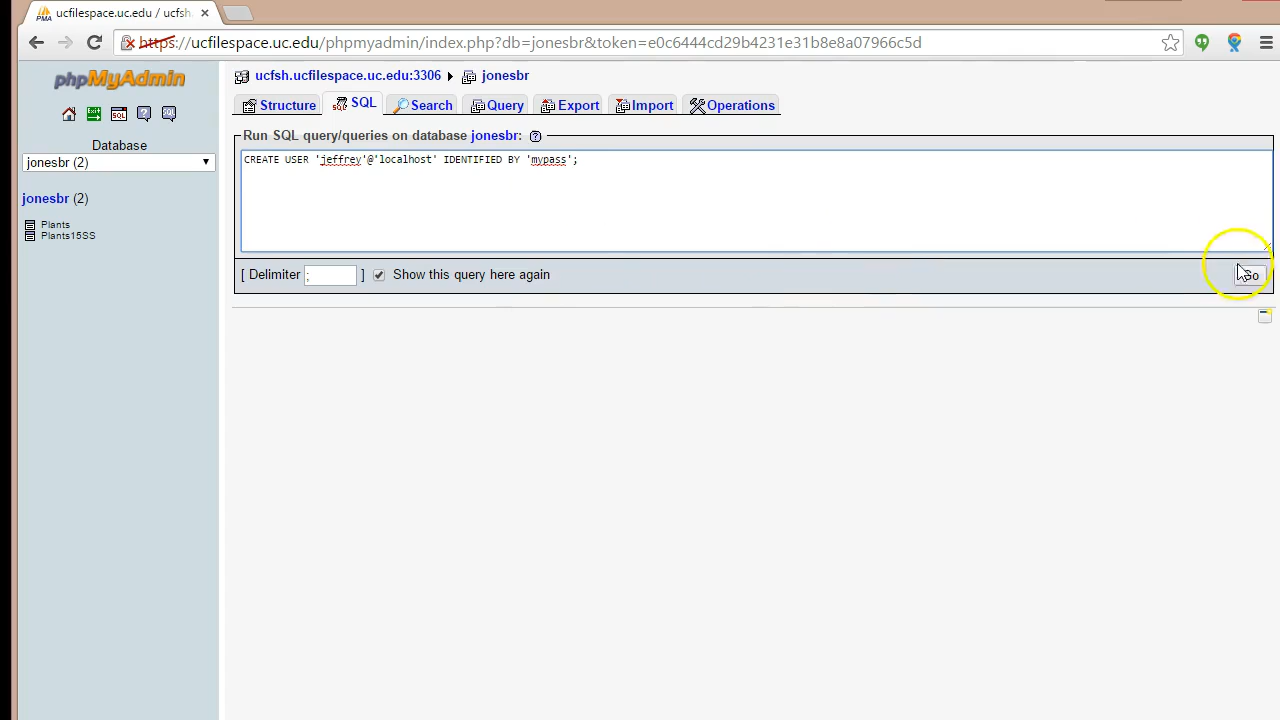 ucfilespace.uc.edu / ucfsh.
https://ucfilespace.uc.edu/phpmyadmin/index.php?db=jonesbr&token=e0c6444cd29b4231e31b8e8a07966c5d
phpMyAdmin
ucfsh.ucfilespace.uc.edu:3306 jonesbr
Structure SQL Search Query Export Import Operations
SQL
Database
jonesbr (2)
jonesbr (2)
Plants
Plants15SS
Run SQL query/queries on database jonesbr:
CREATE USER 'jeffrey'@'localhost' IDENTIFIED BY 'mypass';
[ Delimiter ; ] Show this query here again
Go